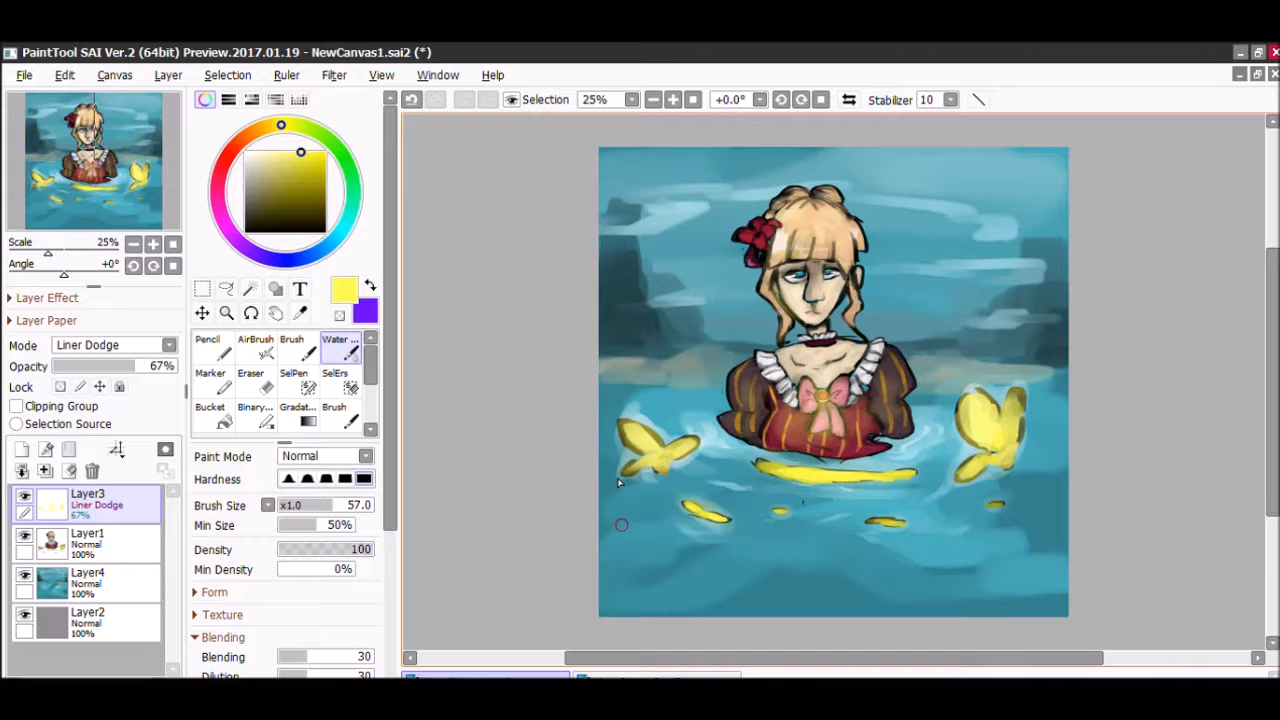 PaintTool SAI Ver.2 (64bit) Preview.2017.01.19 - NewCanvas1.sai2 (*)
File Edit Canvas Layer Selection Ruler Filter View Window Help
Selection 25% +0.0° Stabilizer 10
Scale 25%
Angle +0°
Layer Effect
Layer Paper
Mode Liner Dodge
Opacity 67%
Lock
Clipping Group
Selection Source
Layer3
Liner Dodge
67%
Layer1
Normal
100%
Layer4
Normal
100%
Layer2
Normal
100%
T
Pencil AirBrush Brush Water ...
Marker Eraser SelPen SelErs
Bucket Binary... Gradat... Brush
Paint Mode Normal
Hardness
Brush Size x1.0 57.0
Min Size 50%
Density 100
Min Density 0%
Form
Texture
Blending
Blending 30
Dilution 30